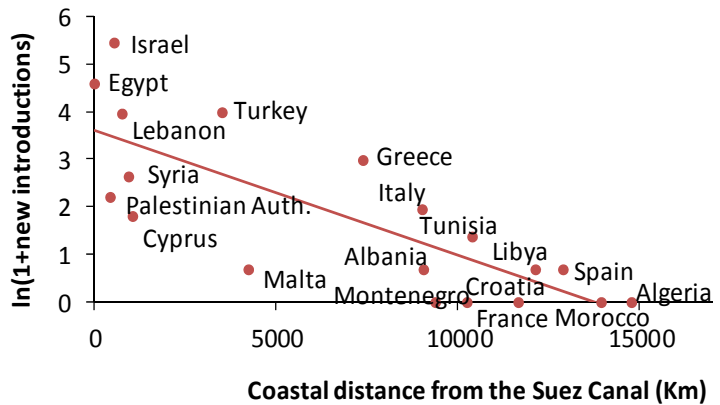 ln(1+new introductions)
6
5
4
3
2
1
0
Israel
Egypt
Lebanon
Turkey
Syria
Palestinian Auth.
Cyprus
Greece
Italy
Tunisia
Malta
Albania
Libya
Spain
Montenegro
Croatia
France
Morocco
Algeria
0
5000
10000
15000
Coastal distance from the Suez Canal (Km)